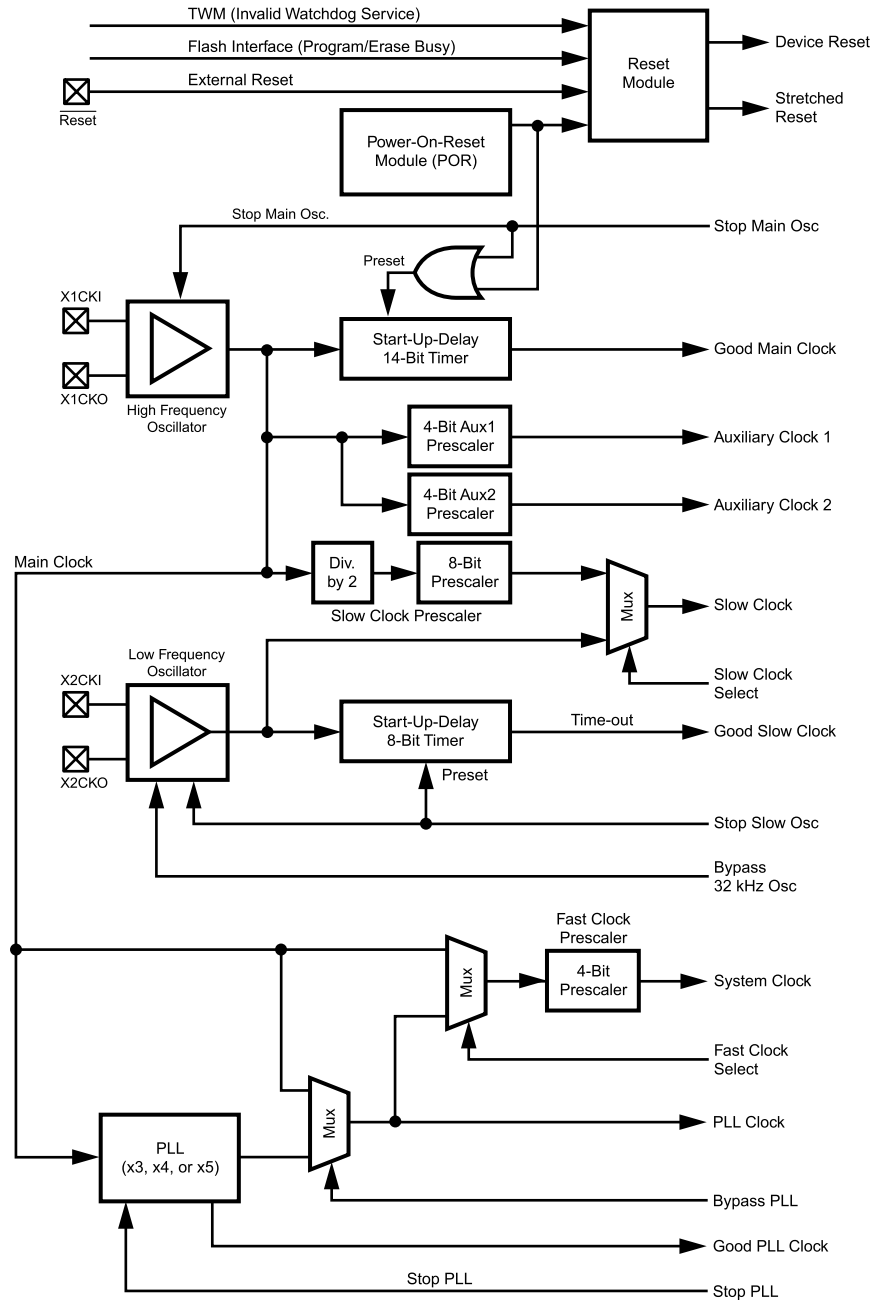 TWM (Invalid Watchdog Service)
Flash Interface (Program/Erase Busy)
External Reset
Reset
Reset
Module
Device Reset
Stretched
Reset
Power-On-Reset
Module (POR)
Stop Main Osc.
Stop Main Osc
Preset
X1CKI
X1CKO
High Frequency
Oscillator
Start-Up-Delay
14-Bit Timer
Good Main Clock
4-Bit Aux1
Prescaler
Auxiliary Clock 1
4-Bit Aux2
Prescaler
Auxiliary Clock 2
Main Clock
Div.
by 2
8-Bit
Prescaler
Slow Clock Prescaler
Mux
Slow Clock
Slow Clock
Select
Low Frequency
Oscillator
X2CKI
X2CKO
Start-Up-Delay
8-Bit Timer
Time-out
Good Slow Clock
Preset
Stop Slow Osc
Bypass
32 kHz Osc
Fast Clock
Prescaler
Mux
4-Bit
Prescaler
System Clock
Fast Clock
Select
Mux
PLL Clock
PLL
(x3, x4, or x5)
Bypass PLL
Good PLL Clock
Stop PLL
Stop PLL